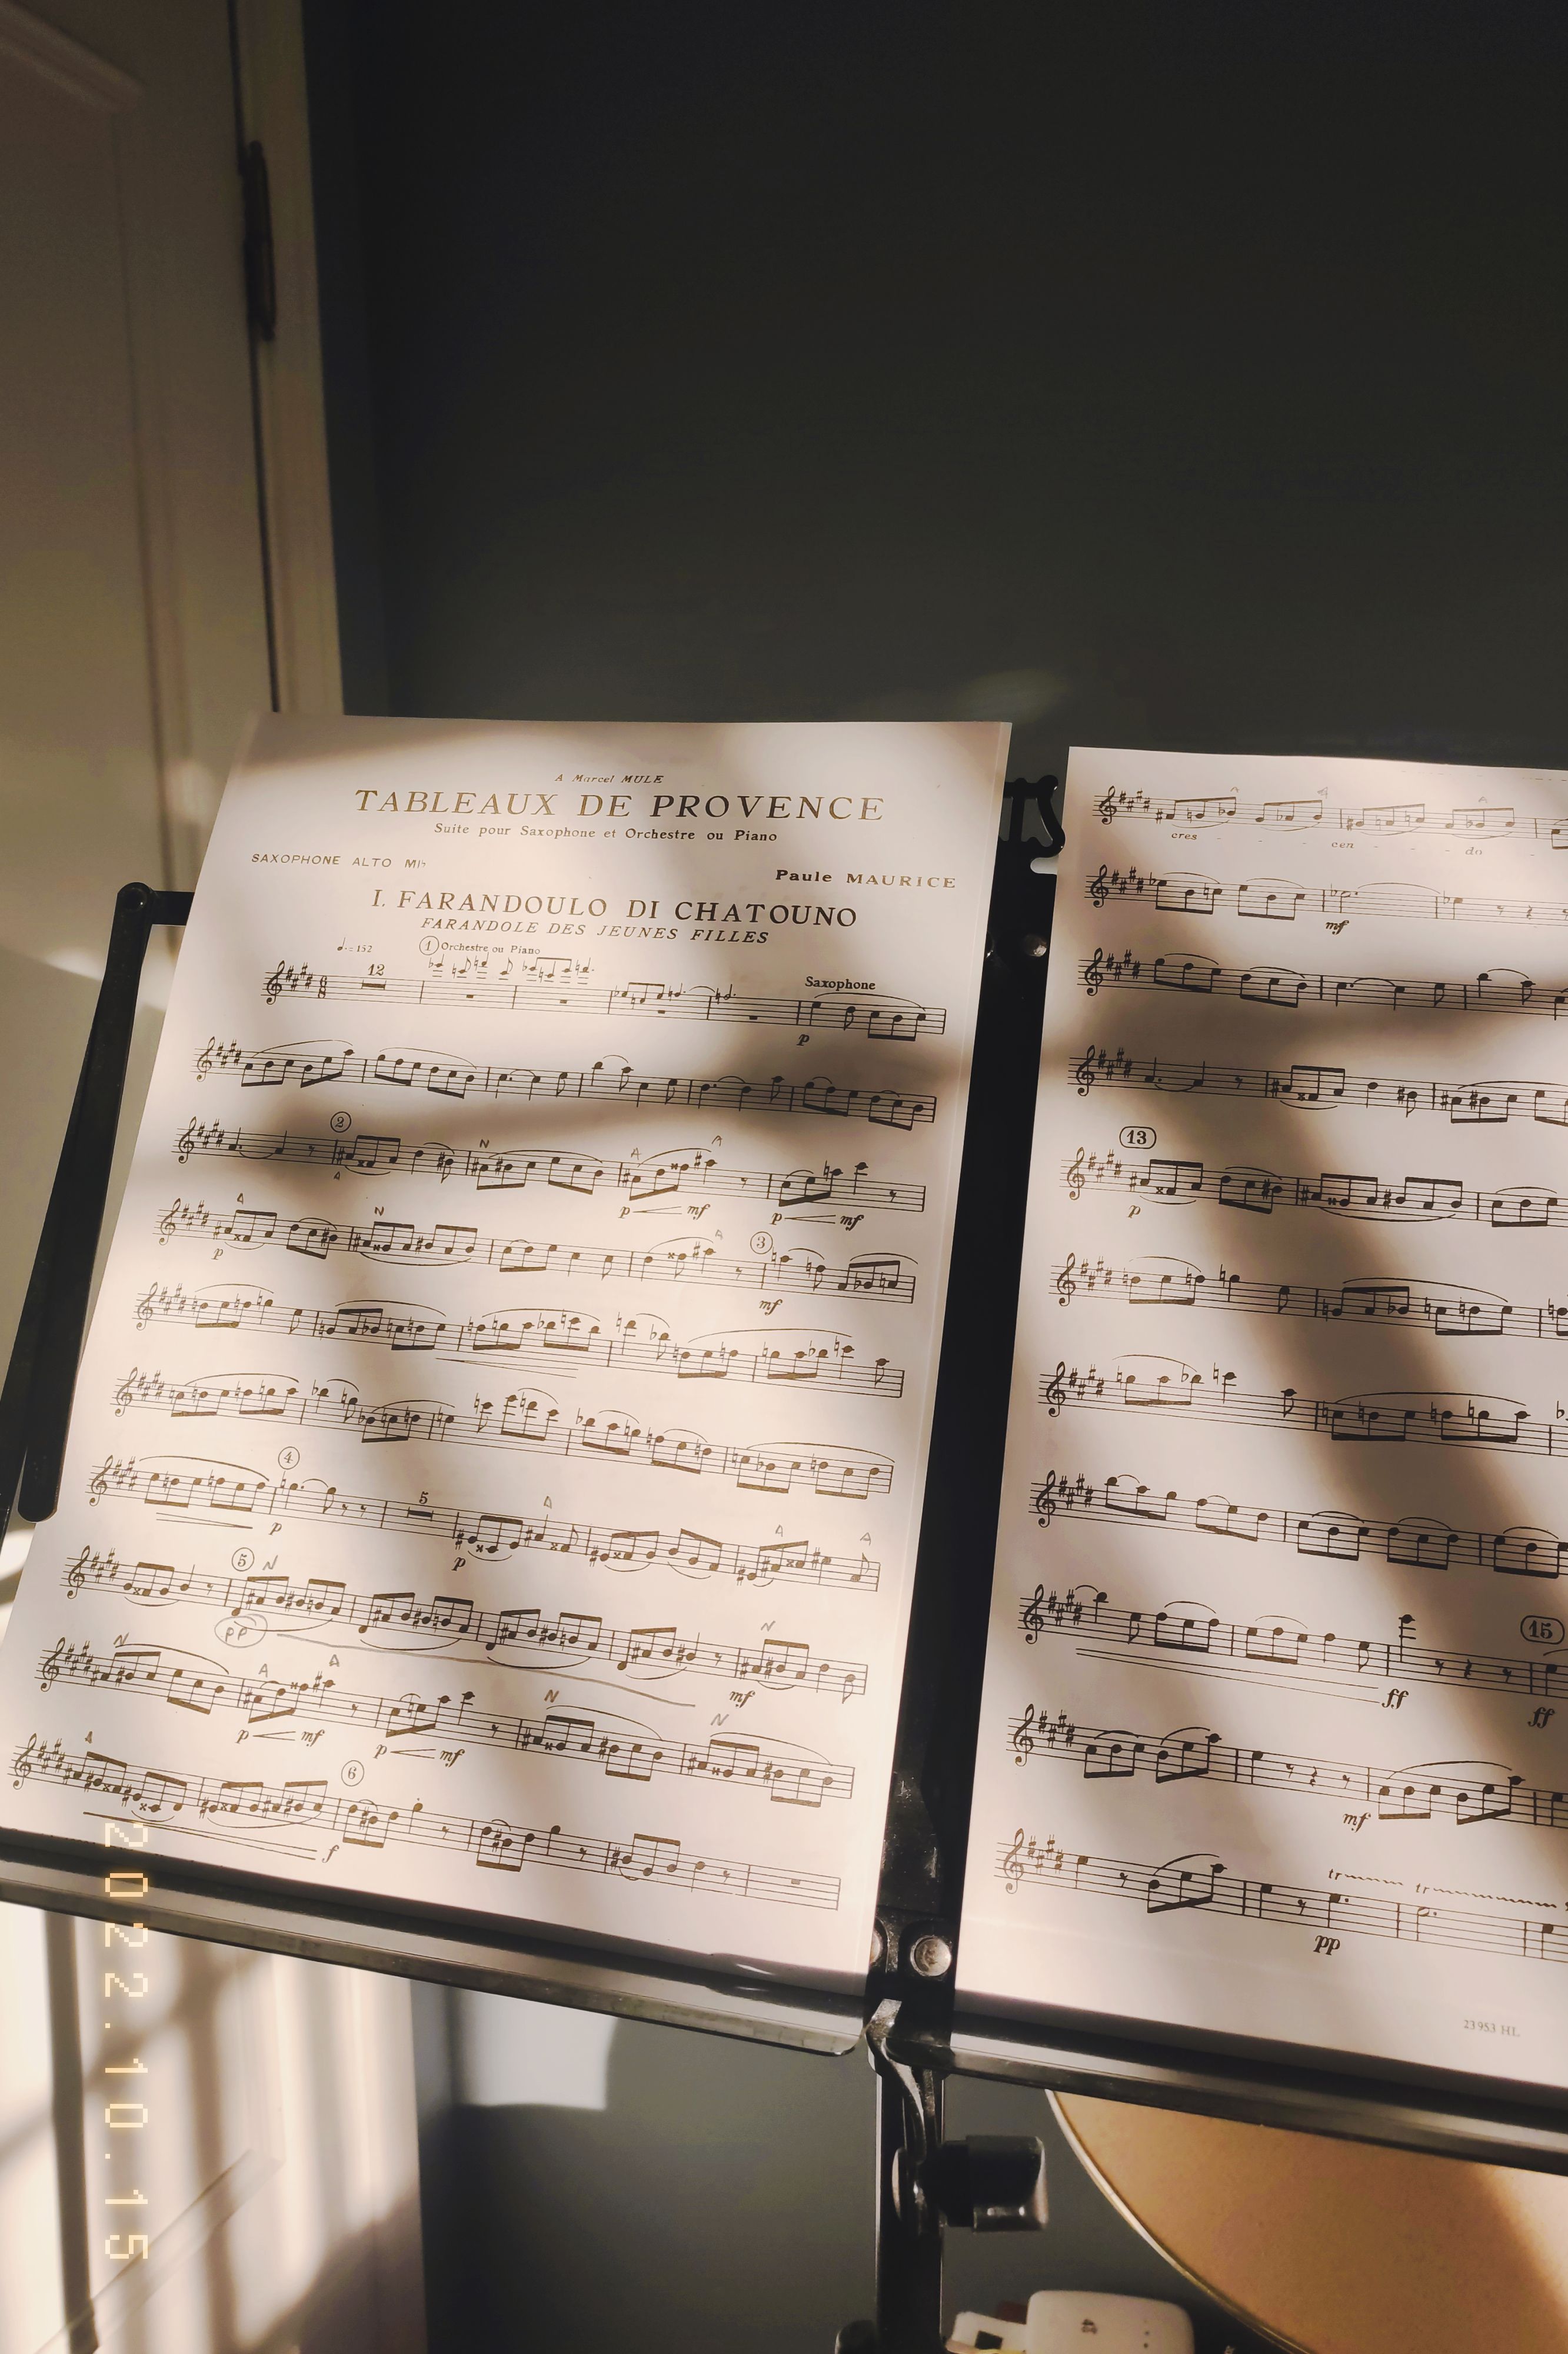 A Marcel MULE
TABLEAUX DE PROVENCE
Suite pour Saxophone et Orchestre ou Piano
SAXOPHONE ALTO MI♭
Paule MAURICE
I. FARANDOULO DI CHATOUNO
FARANDOLE DES JEUNES FILLES
♩. = 152
1 Orchestre ou Piano
12
Saxophone
p
2
N
A A
A
p mf p mf
A
N
A
3
p
mf
4
5
A
A A
p
p
5 N
pp
N
mf
N
A A
N
N
p mf p mf
A
6
f
cres - - - cen - - - do -
mf
13
p
15
ff
ff
mf
tr tr
pp
23953 HL
2022.10.15